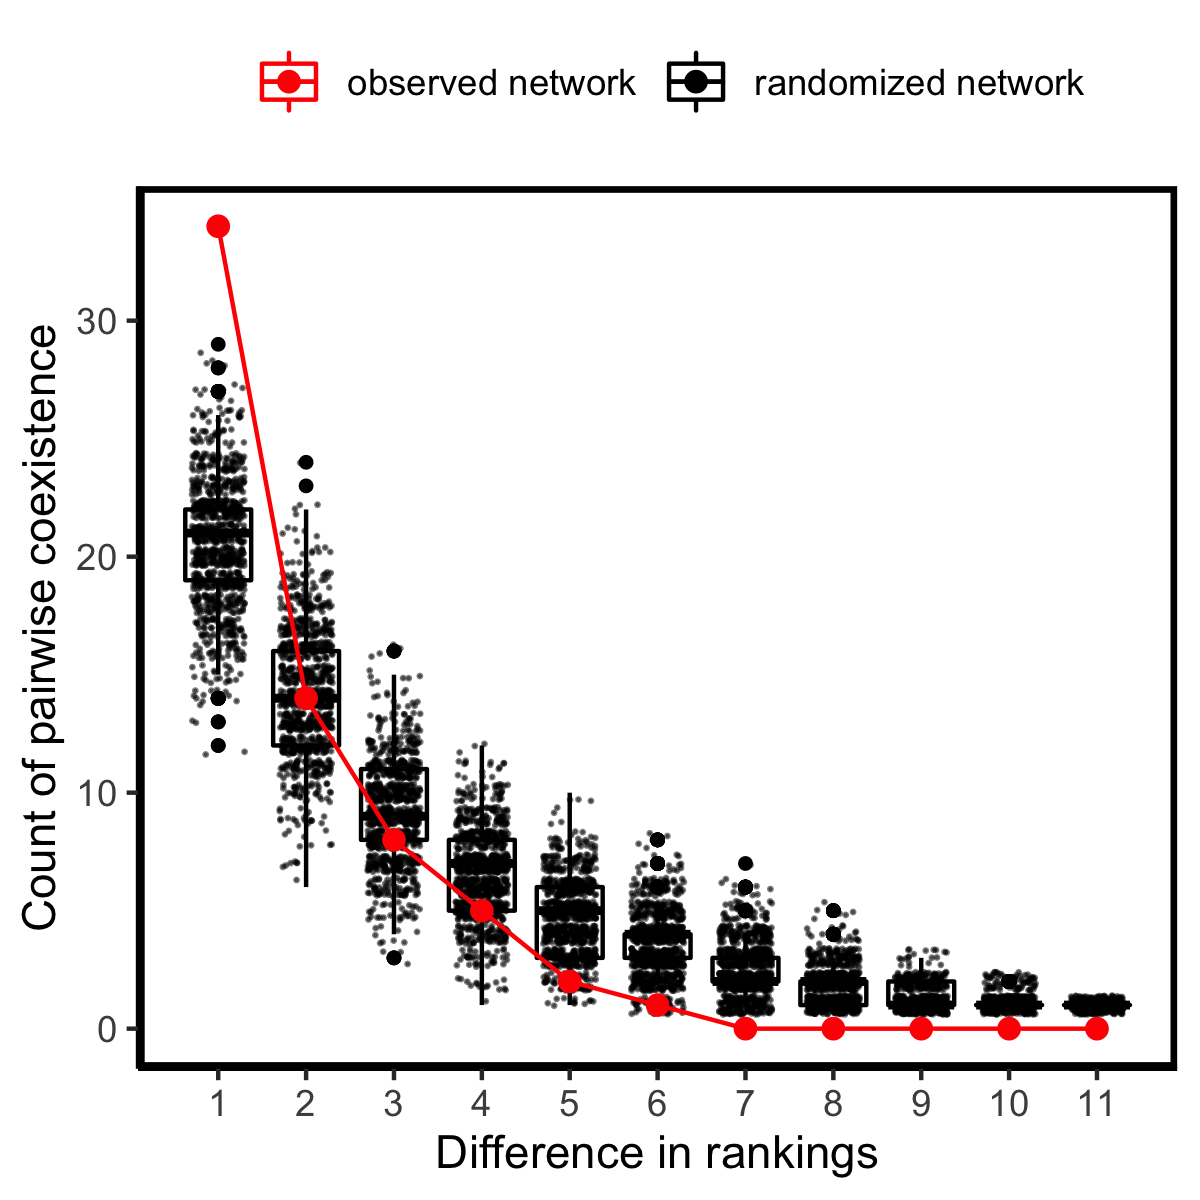 observed network randomized network
Count of pairwise coexistence
30
20
10
0
1 2 3 4 5 6 7 8 9 10 11
Difference in rankings